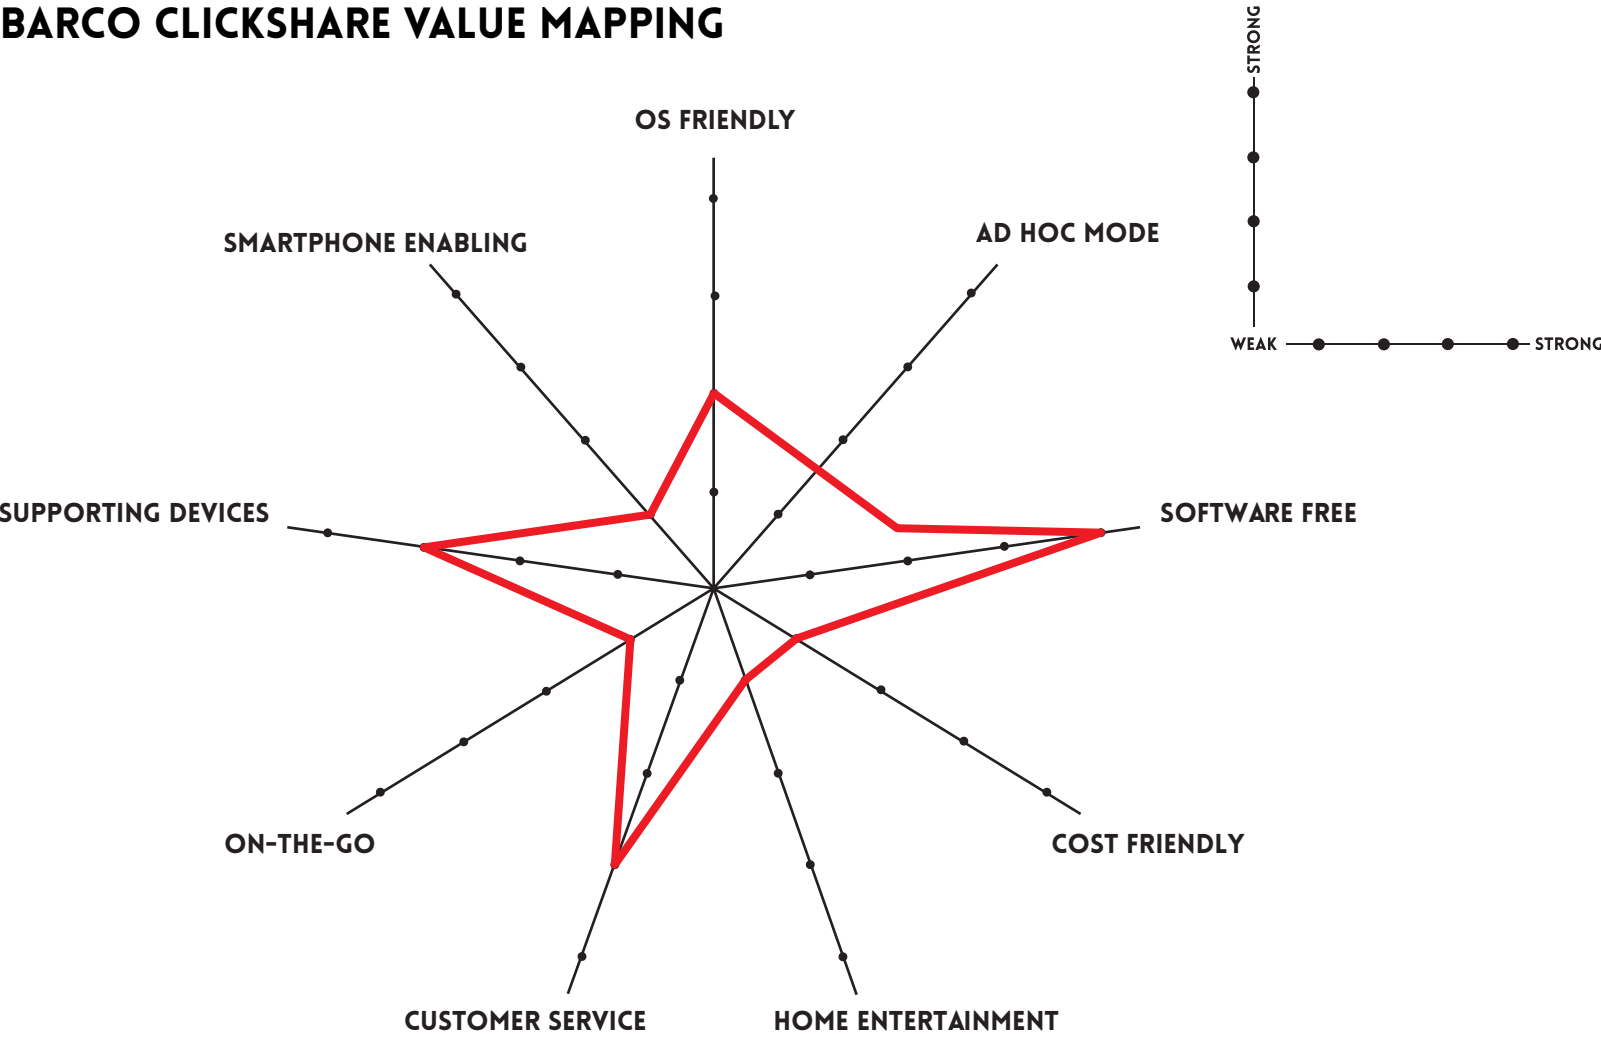 BARCO CLICKSHARE VALUE MAPPING
STRONG
OS FRIENDLY
AD HOC MODE
SMARTPHONE ENABLING
WEAK
STRONG
SUPPORTING DEVICES
SOFTWARE FREE
ON-THE-GO
COST FRIENDLY
CUSTOMER SERVICE
HOME ENTERTAINMENT